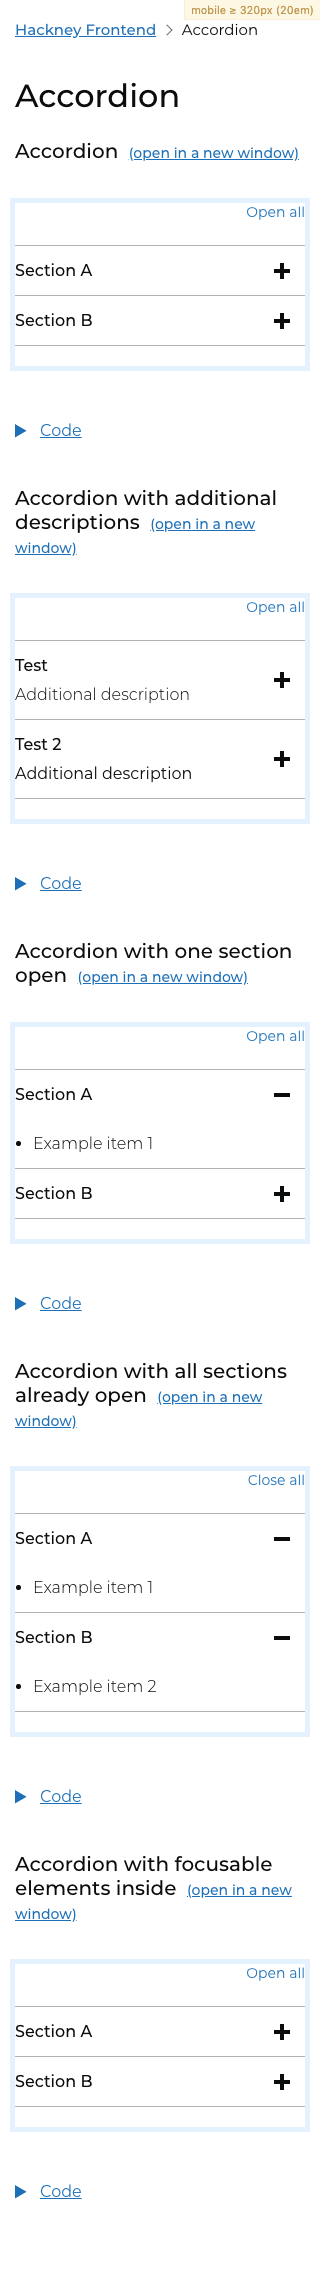 mobile ≥ 320px (20em)
Hackney Frontend > Accordion
Accordion
Accordion (open in a new window)
Open all
Section A
Section B
Code
Accordion with additional
descriptions (open in a new
window)
Open all
Test
Additional description
Test 2
Additional description
Code
Accordion with one section
open (open in a new window)
Open all
Section A
• Example item 1
Section B
Code
Accordion with all sections
already open (open in a new
window)
Close all
Section A
• Example item 1
Section B
• Example item 2
Code
Accordion with focusable
elements inside (open in a new
window)
Open all
Section A
Section B
Code